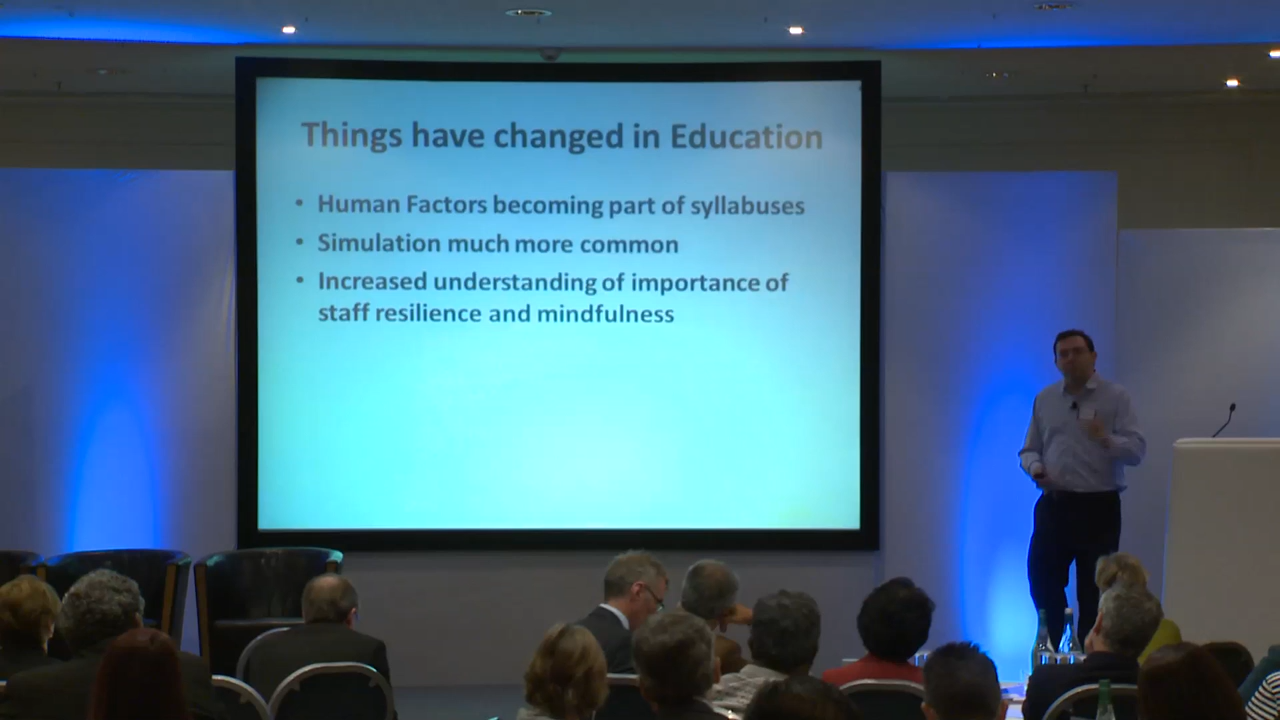 Things have changed in Education
• Human Factors becoming part of syllabuses
• Simulation much more common
• Increased understanding of importance of
staff resilience and mindfulness